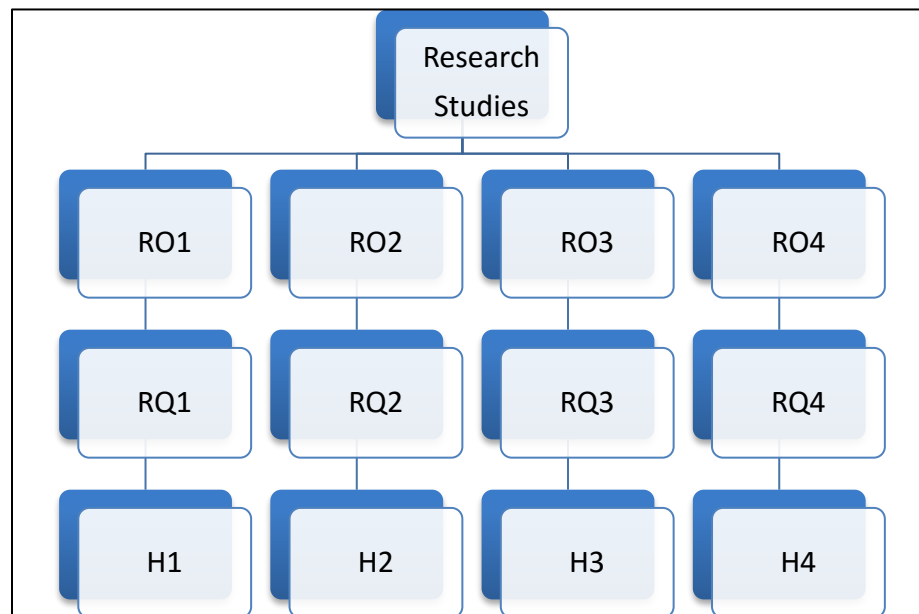 Research
Studies
RO1
RO2
RO3
RO4
RQ1
RQ2
RQ3
RQ4
H1
H2
H3
H4